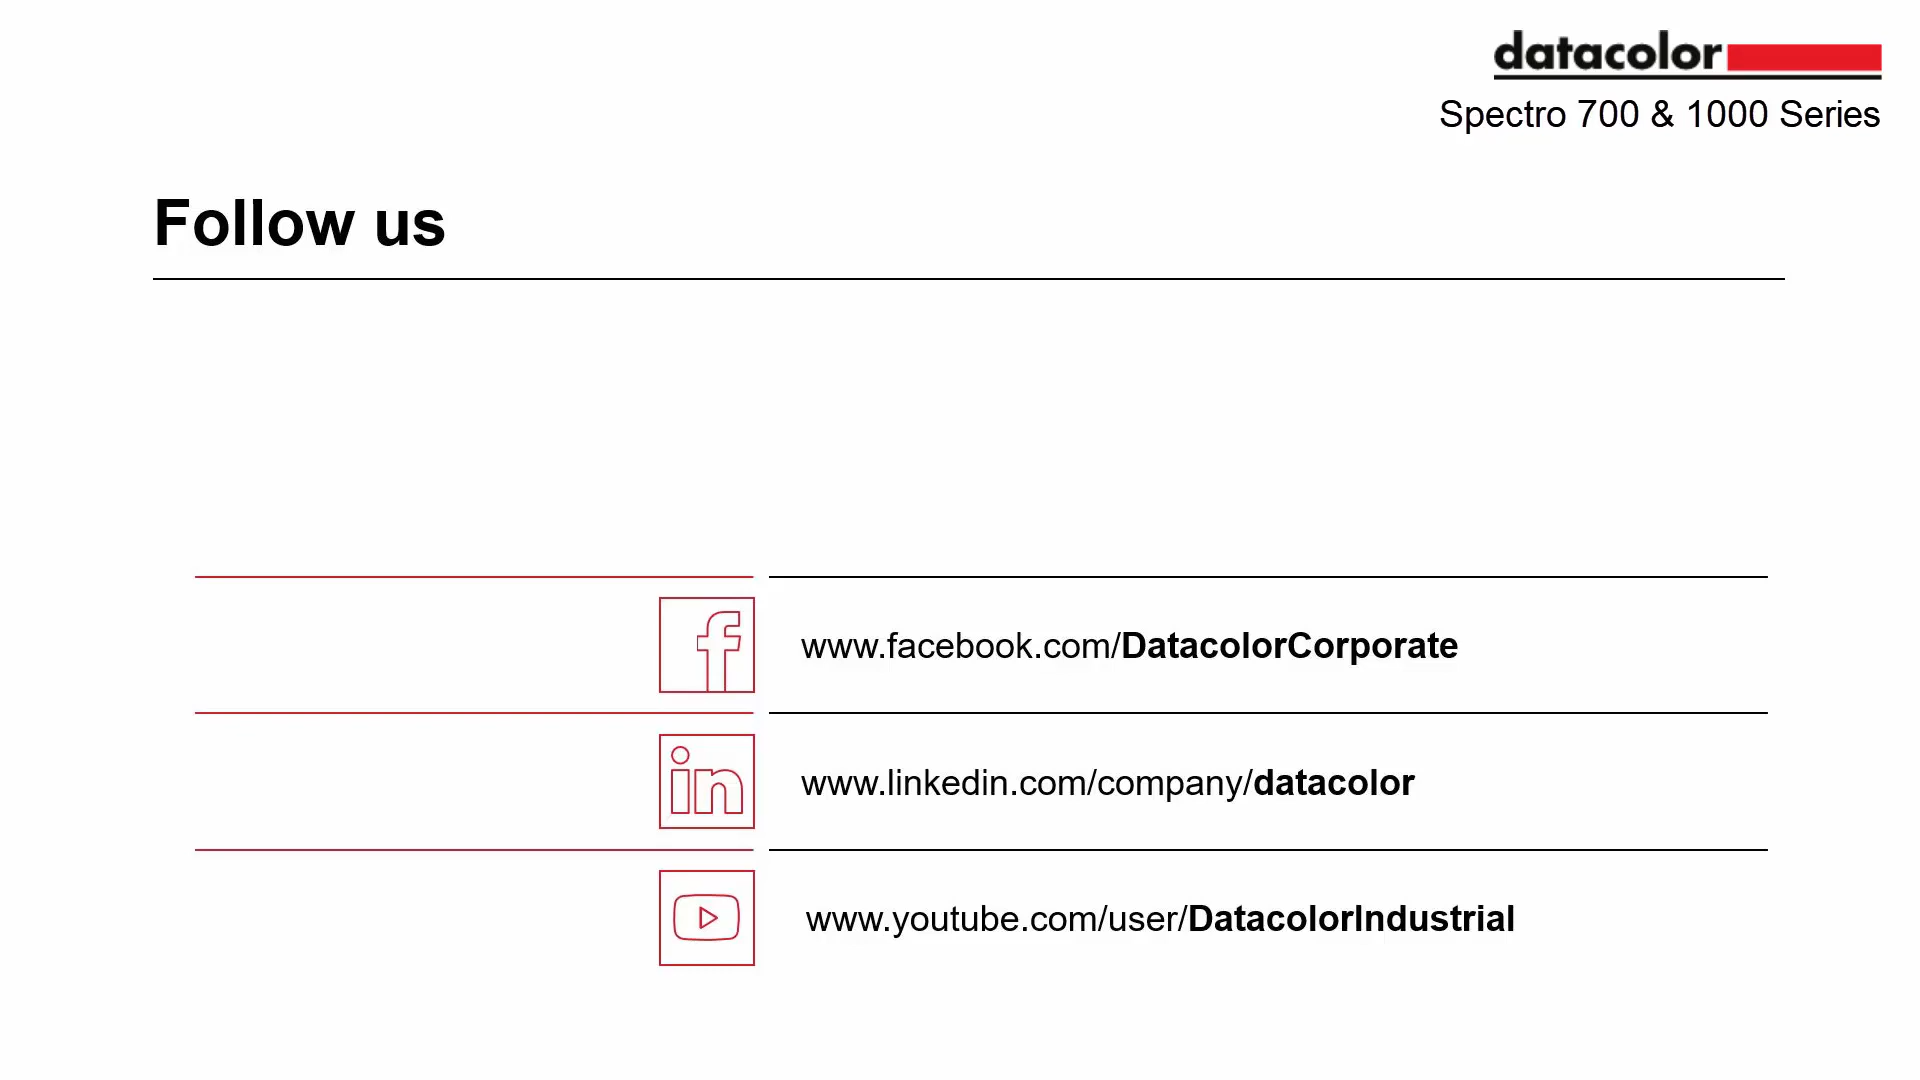 datacolor
Spectro 700 & 1000 Series
Follow us
www.facebook.com/DatacolorCorporate
www.linkedin.com/company/datacolor
www.youtube.com/user/DatacolorIndustrial